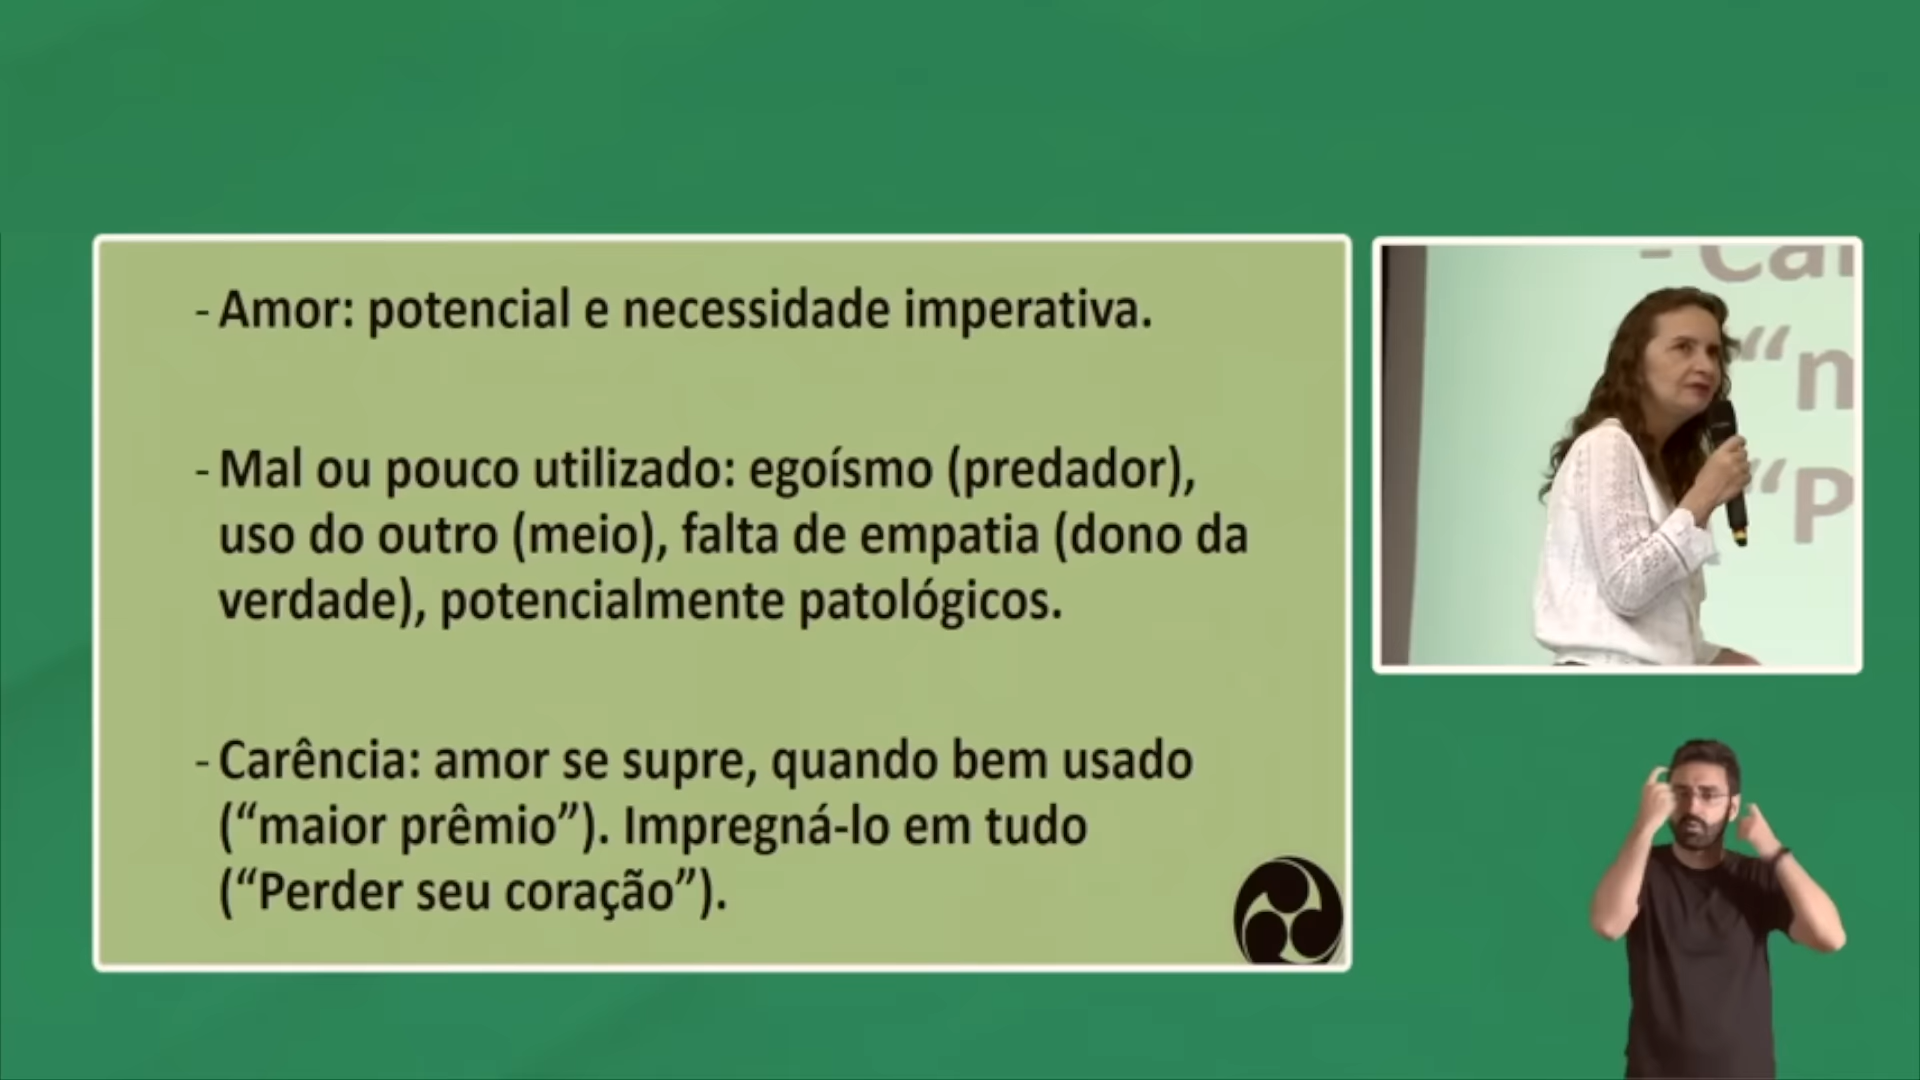 - Amor: potencial e necessidade imperativa.
- Mal ou pouco utilizado: egoísmo (predador),
uso do outro (meio), falta de empatia (dono da
verdade), potencialmente patológicos.
- Carência: amor se supre, quando bem usado
(“maior prêmio”). Impregná-lo em tudo
(“Perder seu coração”).
- Car
“m
“P